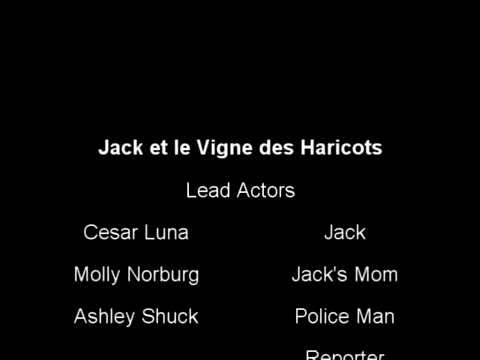 Jack et le Vigne des Haricots
Lead Actors
Cesar Luna Jack
Molly Norburg Jack's Mom
Ashley Shuck Police Man
Reporter